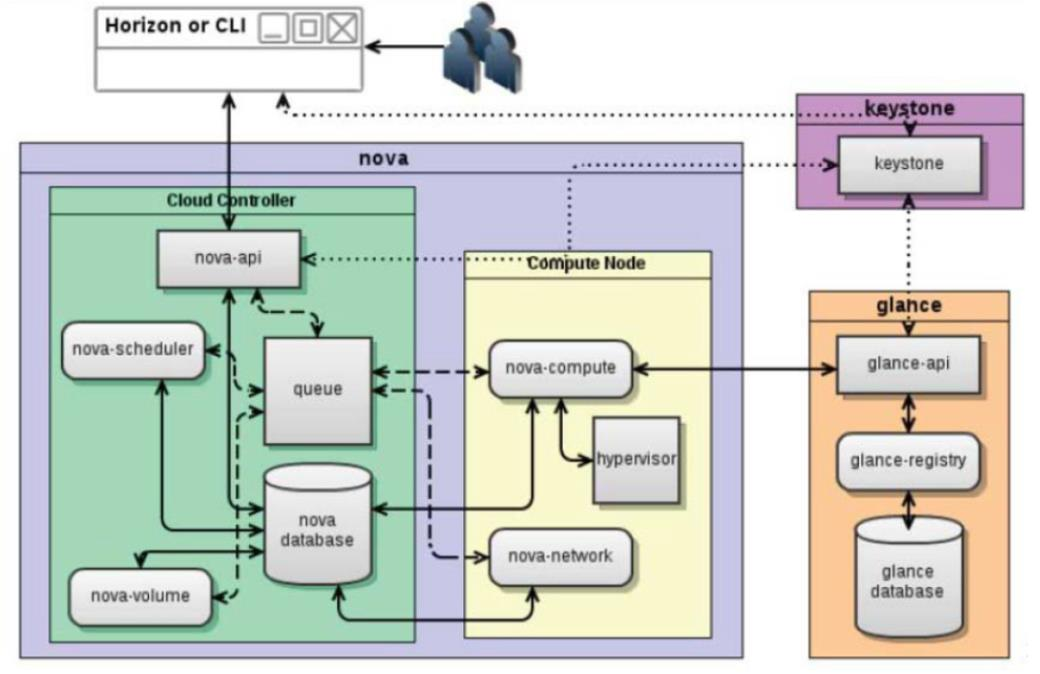 Horizon or CLI
keystone
keystone
nova
Cloud Controller
nova-api
Compute Node
glance
nova-scheduler
queue
nova-compute
glance-api
hypervisor
glance-registry
nova
database
nova-network
nova-volume
glance
database